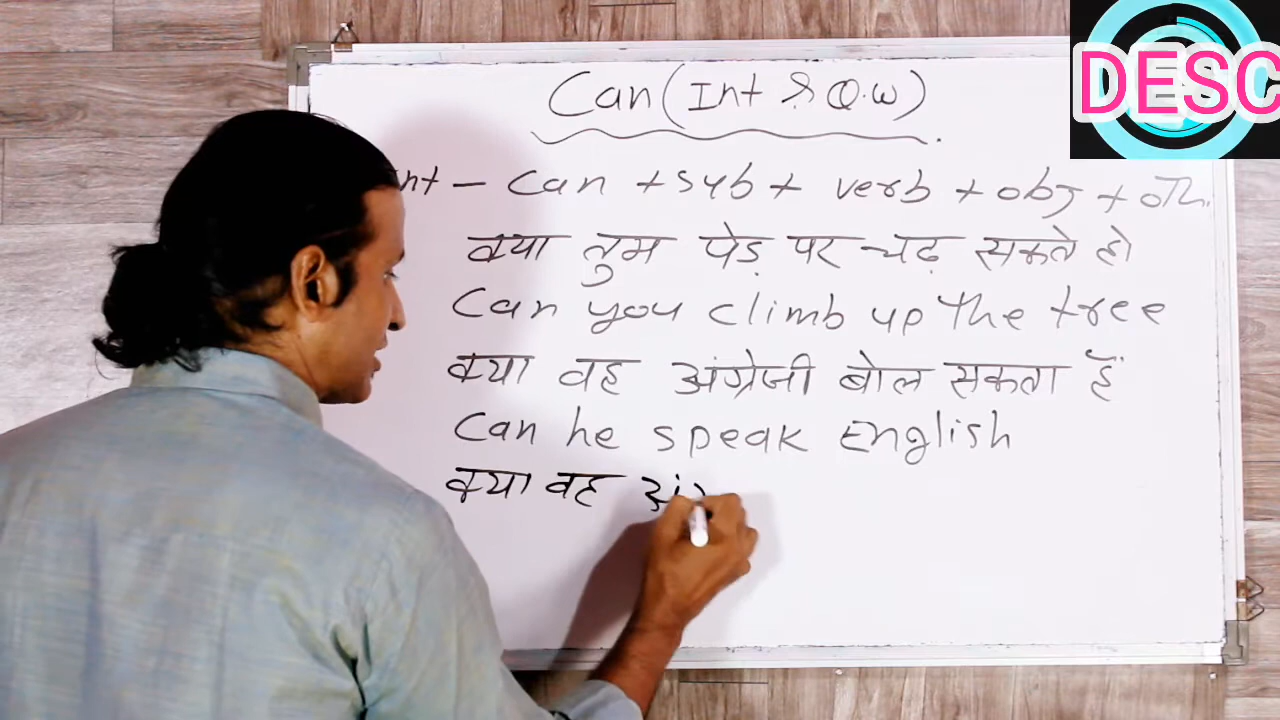 DESC
Can (Int & Q.W)
nt - Can + Sub + verb + obj + oth.
क्या तुम पेड़ पर चढ़ सकते हो
Can you climb up the tree
क्या वह अंग्रेजी बोल सकता हैं
Can he speak English
क्या वह अं